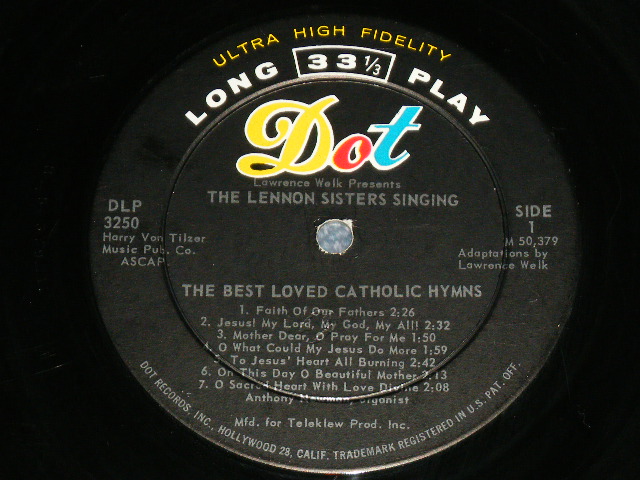 ULTRA HIGH FIDELITY
LONG 33 1/3 PLAY
Dot
Lawrence Welk Presents
THE LENNON SISTERS SINGING
DLP
3250
Harry Von Tilzer
Music Pub. Co.
ASCAP
SIDE
1
M 50,379
Adaptations by
Lawrence Welk
THE BEST LOVED CATHOLIC HYMNS
1. Faith Of Our Fathers 2:26
2. Jesus! My Lord, My God, My All! 2:32
3. Mother Dear, O Pray For Me 1:50
4. O What Could My Jesus Do More 1:59
5. To Jesus' Heart All Burning 2:42
6. On This Day O Beautiful Mother 2:13
7. O Sacred Heart With Love Divine 2:08
Anthony organist
Mfd. for Teleklew Prod. Inc.
DOT RECORDS, INC., HOLLYWOOD 28, CALIF. TRADEMARK REGISTERED IN U.S. PAT. OFF.